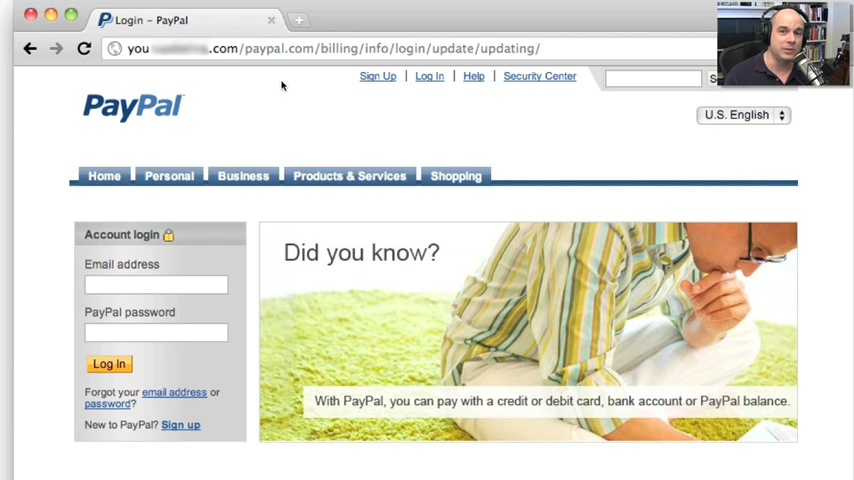 Login - PayPal
you .com/paypal.com/billing/info/login/update/updating/
Sign Up | Log In | Help | Security Center
PayPal
U.S. English
Home Personal Business Products & Services Shopping
Account login
Email address
PayPal password
Log In
Forgot your email address or
password?
New to PayPal? Sign up
Did you know?
With PayPal, you can pay with a credit or debit card, bank account or PayPal balance.